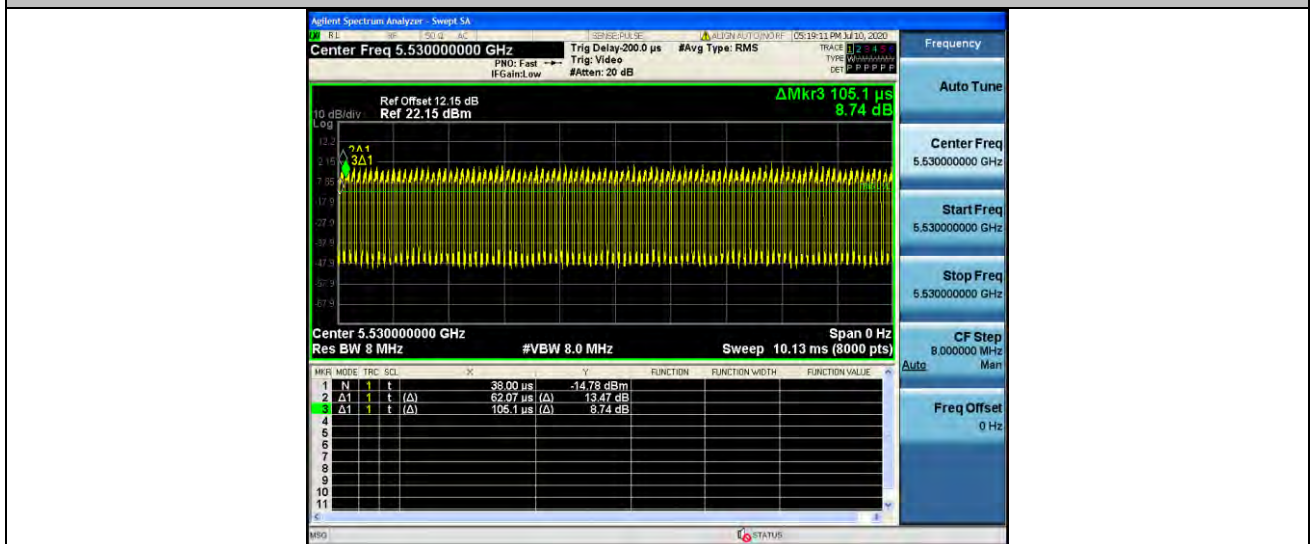 Agilent Spectrum Analyzer - Swept SA
RL RF 50 Ω AC SENSE:PULSE ALIGN AUTO/NO RF 05:19:11 PM Jul 10, 2020
Center Freq 5.530000000 GHz
Trig Delay-200.0 µs #Avg Type: RMS TRACE 1 2 3 4 5 6
PNO: Fast Trig: Video TYPE
IFGain:Low #Atten: 20 dB DET P P P P P P
Frequency
Auto Tune
ΔMkr3 105.1 µs
8.74 dB
Ref Offset 12.15 dB
10 dB/div Ref 22.15 dBm
Log
12.2
2Δ1
2.15 3Δ1
-7.85
-17.9
-27.9
-37.9
-47.9
-57.9
-67.9
Center Freq
5.530000000 GHz
Start Freq
5.530000000 GHz
Stop Freq
5.530000000 GHz
Center 5.530000000 GHz Span 0 Hz
Res BW 8 MHz #VBW 8.0 MHz Sweep 10.13 ms (8000 pts)
CF Step
8.000000 MHz
Auto Man
MKR MODE TRC SCL X Y FUNCTION FUNCTION WIDTH FUNCTION VALUE
1 N 1 t 38.00 µs -14.78 dBm
2 Δ1 1 t (Δ) 62.07 µs (Δ) 13.47 dB
3 Δ1 1 t (Δ) 105.1 µs (Δ) 8.74 dB
4
5
6
7
8
9
10
11
Freq Offset
0 Hz
MSG STATUS